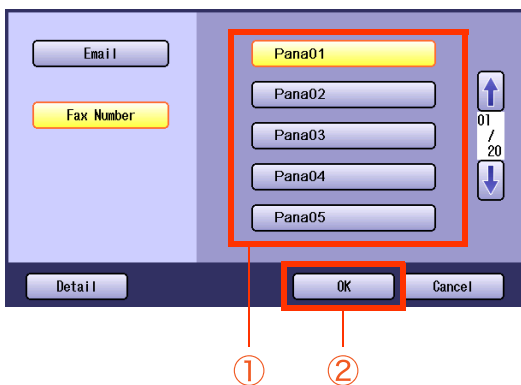 Email
Fax Number
Pana01
Pana02
Pana03
Pana04
Pana05
01
/
20
Detail
OK
Cancel
①
②